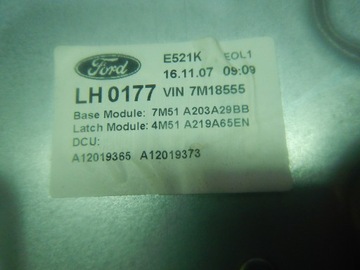 Ford
E521K EOL1
16.11.07 09:09
LH 0177 VIN 7M18555
Base Module: 7M51 A203A29BB
Latch Module: 4M51 A219A65EN
DCU:
A12019365 A12019373